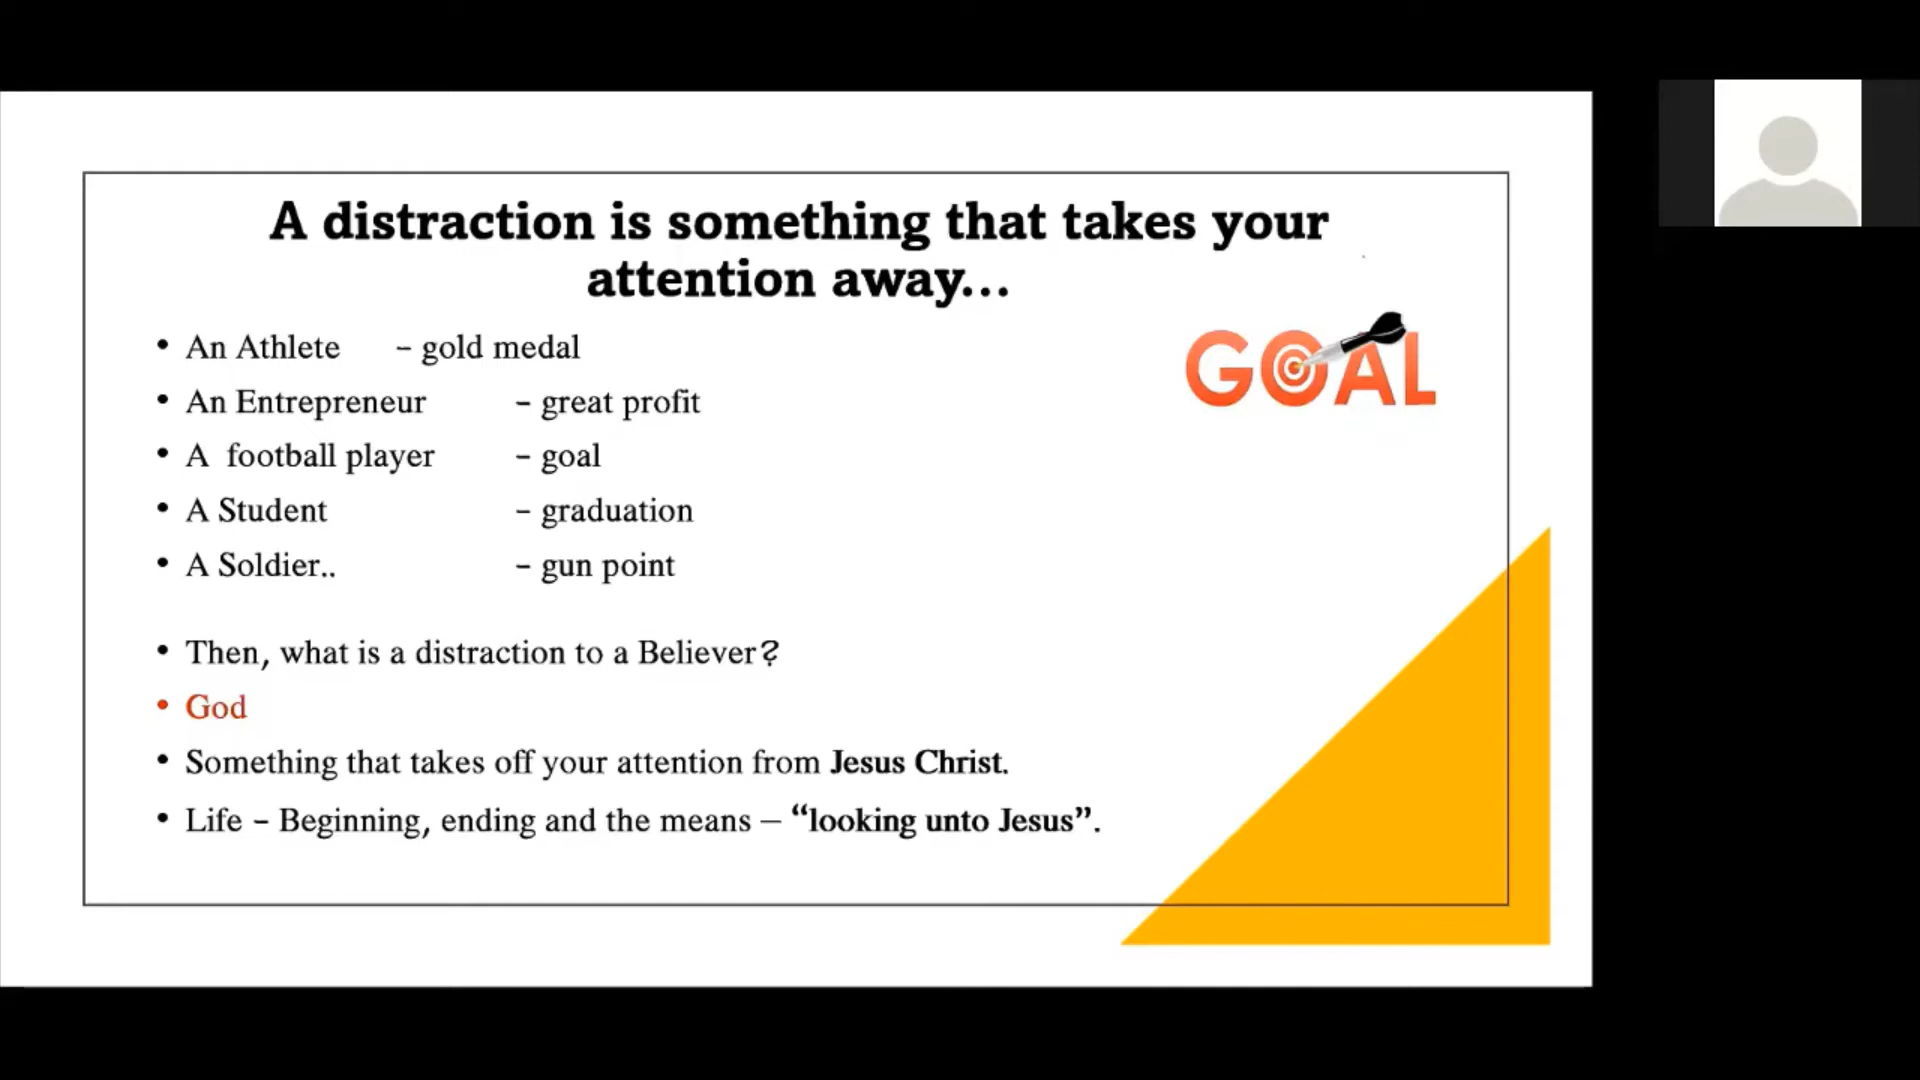 A distraction is something that takes your
attention away...
• An Athlete – gold medal
• An Entrepreneur – great profit
GOAL
• A football player – goal
• A Student – graduation
• A Soldier.. – gun point
• Then, what is a distraction to a Believer?
• God
• Something that takes off your attention from Jesus Christ.
• Life – Beginning, ending and the means – “looking unto Jesus”.